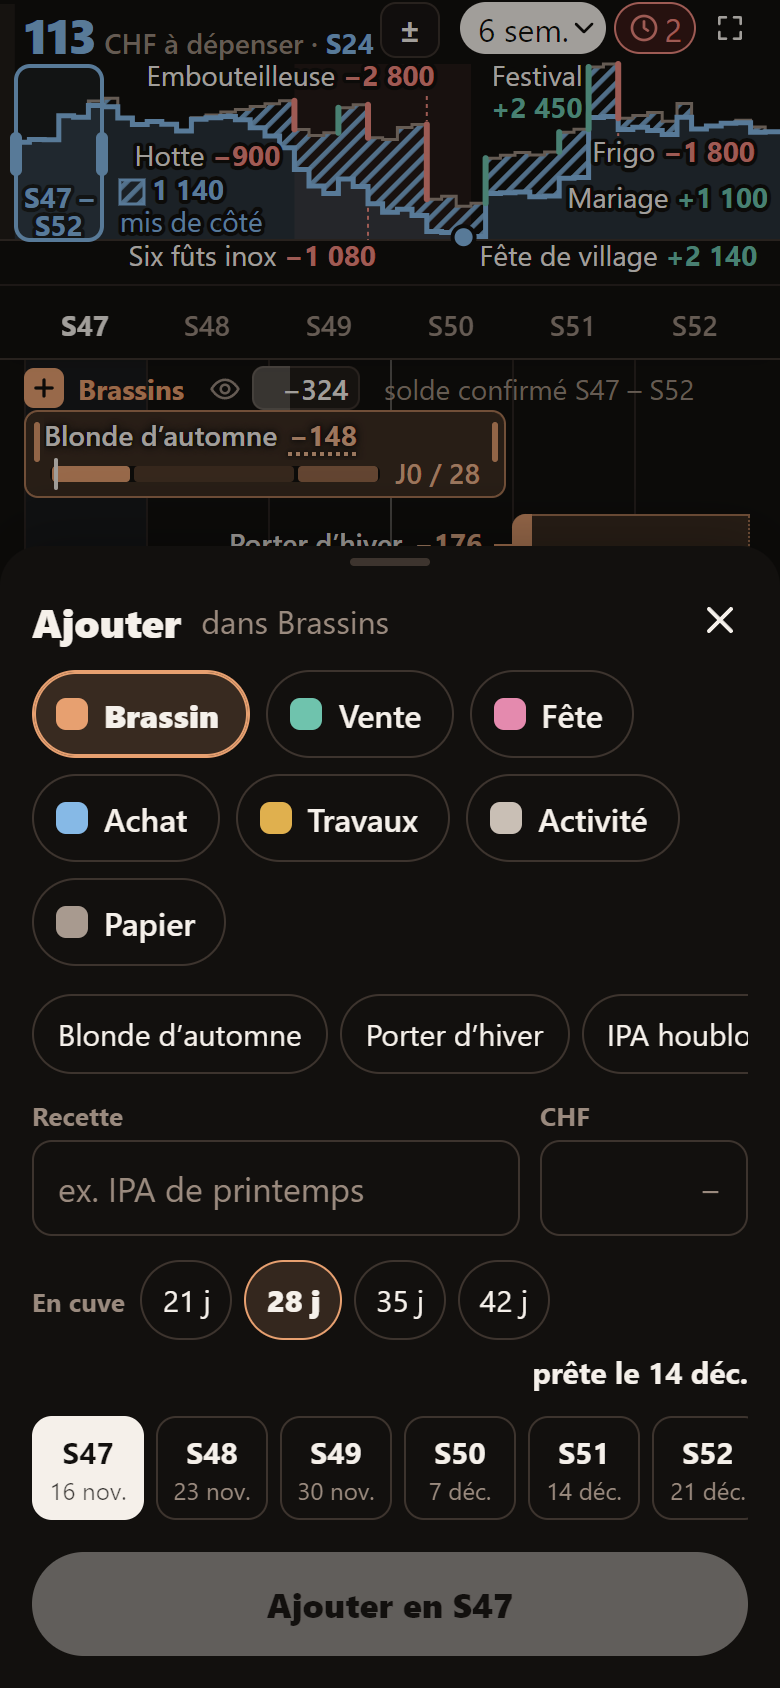 113 CHF à dépenser · S24 ± 6 sem. 2
Embouteilleuse −2 800 Festival
+2 450
Hotte −900 Frigo −1 800
S47 – 1 140 Mariage +1 100
S52 mis de côté
Six fûts inox −1 080 Fête de village +2 140
S47 S48 S49 S50 S51 S52
+ Brassins −324 solde confirmé S47 – S52
Blonde d’automne −148
J0 / 28
Porter d’hiver −176
Ajouter dans Brassins
Brassin Vente Fête
Achat Travaux Activité
Papier
Blonde d’automne Porter d’hiver IPA houblo
Recette CHF
ex. IPA de printemps –
En cuve 21 j 28 j 35 j 42 j
prête le 14 déc.
S47 S48 S49 S50 S51 S52
16 nov. 23 nov. 30 nov. 7 déc. 14 déc. 21 déc.
Ajouter en S47